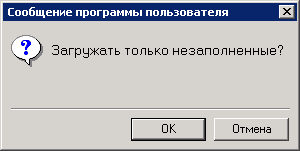 Сообщение программы пользователя
Загружать только незаполненные?
OK
Отмена